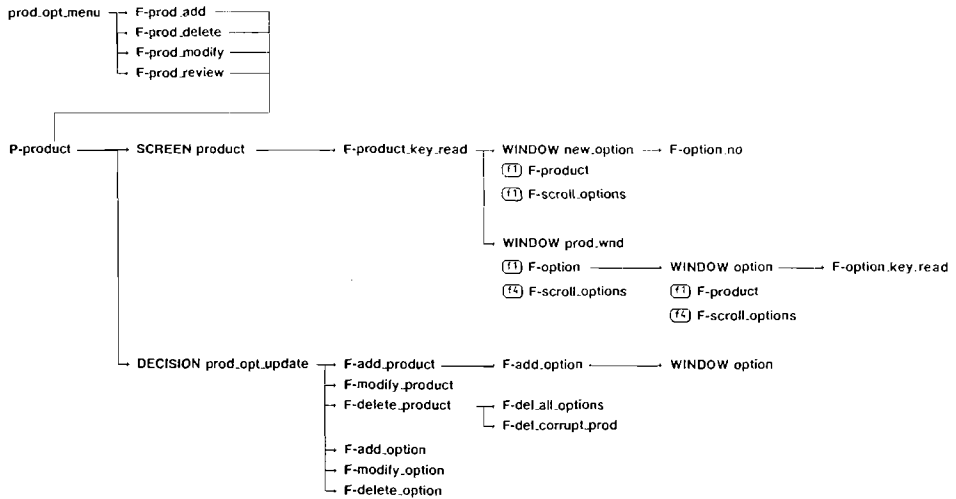 prod_opt_menu F-prod_add
F-prod_delete
F-prod_modify
F-prod_review
P-product SCREEN product F-product_key_read WINDOW new_option F-option_no
f1 F-product
f1 F-scroll_options
WINDOW prod_wnd
f1 F-option WINDOW option F-option_key_read
f4 F-scroll_options f1 F-product
f4 F-scroll_options
DECISION prod_opt_update F-add_product F-add_option WINDOW option
F-modify_product
F-delete_product F-del_all_options
F-del_corrupt_prod
F-add_option
F-modify_option
F-delete_option